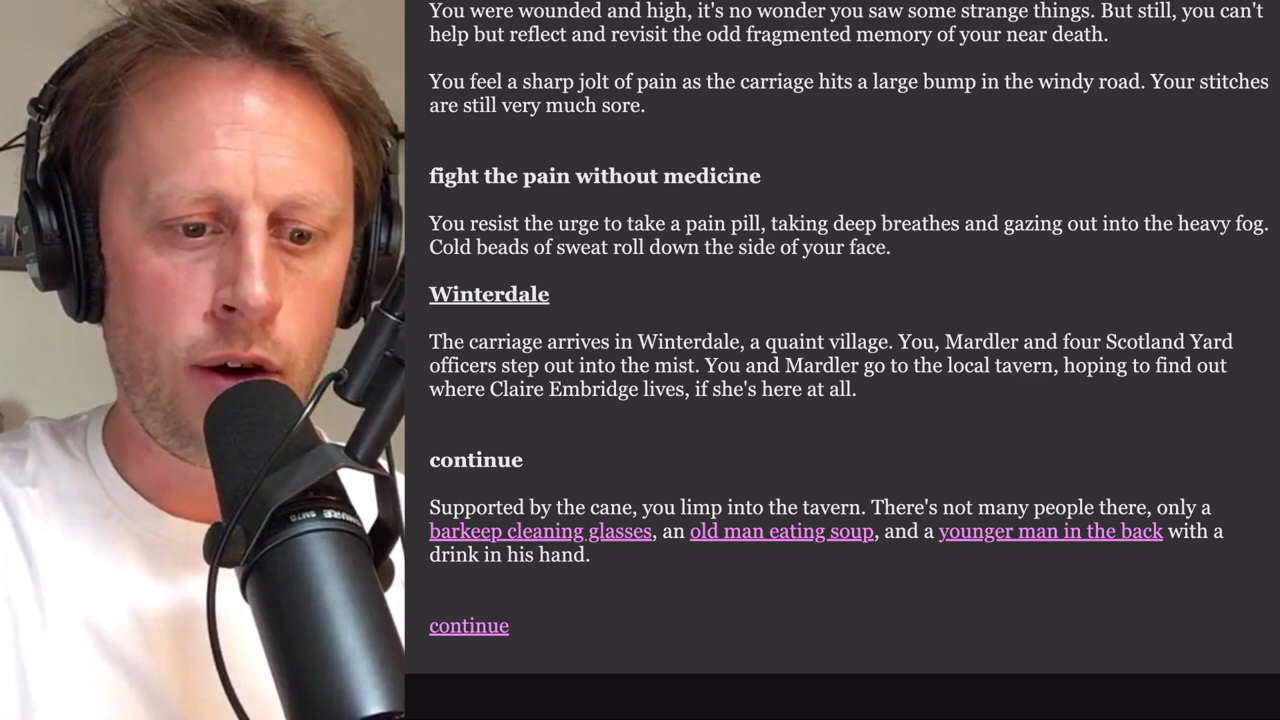 You were wounded and high, it's no wonder you saw some strange things. But still, you can't
help but reflect and revisit the odd fragmented memory of your near death.
You feel a sharp jolt of pain as the carriage hits a large bump in the windy road. Your stitches
are still very much sore.
fight the pain without medicine
You resist the urge to take a pain pill, taking deep breathes and gazing out into the heavy fog.
Cold beads of sweat roll down the side of your face.
Winterdale
The carriage arrives in Winterdale, a quaint village. You, Mardler and four Scotland Yard
officers step out into the mist. You and Mardler go to the local tavern, hoping to find out
where Claire Embridge lives, if she's here at all.
continue
Supported by the cane, you limp into the tavern. There's not many people there, only a
barkeep cleaning glasses, an old man eating soup, and a younger man in the back with a
drink in his hand.
continue
SHURE SM7B